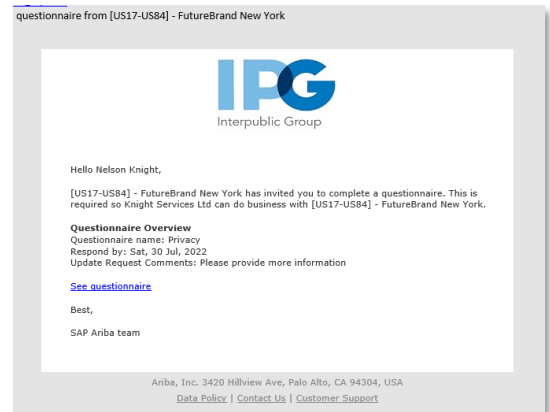 questionnaire from [US17-US84] - FutureBrand New York
IPG
Interpublic Group
Hello Nelson Knight,
[US17-US84] - FutureBrand New York has invited you to complete a questionnaire. This is
required so Knight Services Ltd can do business with [US17-US84] - FutureBrand New York.
Questionnaire Overview
Questionnaire name: Privacy
Respond by: Sat, 30 Jul, 2022
Update Request Comments: Please provide more information
See questionnaire
Best,
SAP Ariba team
Ariba, Inc. 3420 Hillview Ave, Palo Alto, CA 94304, USA
Data Policy | Contact Us | Customer Support